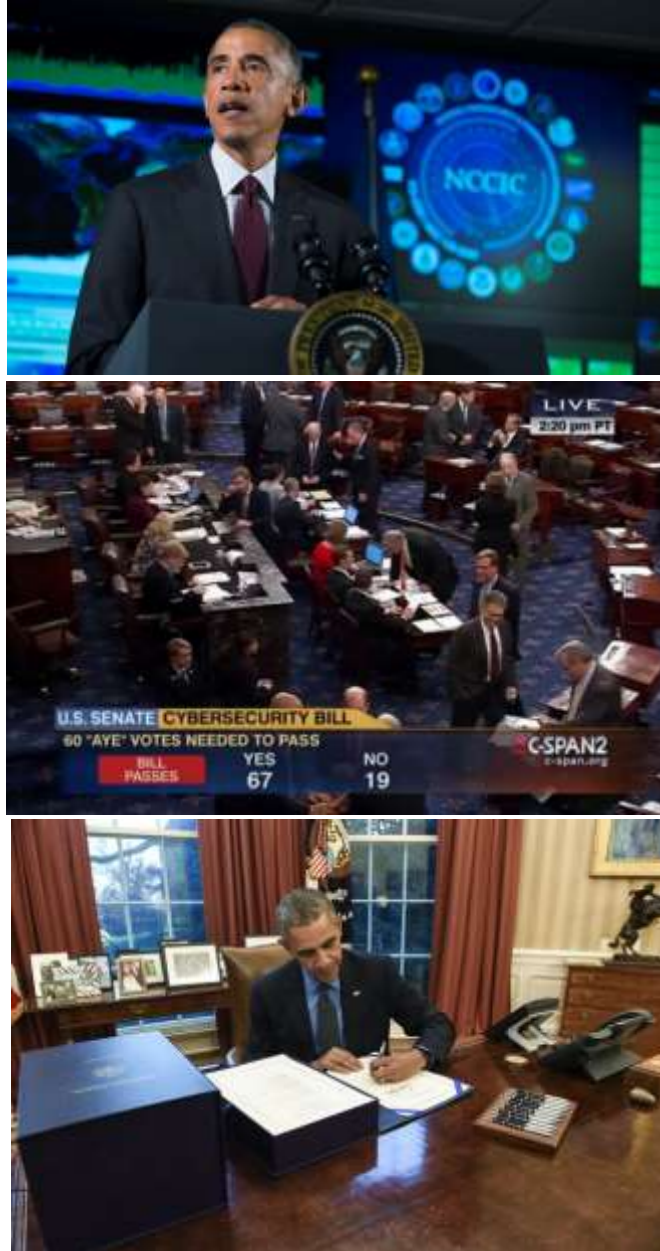 NCCIC
LIVE
2:20 pm PT
U.S. SENATE CYBERSECURITY BILL
60 "AYE" VOTES NEEDED TO PASS
BILL PASSES
YES
67
NO
19
C-SPAN2
c-span.org